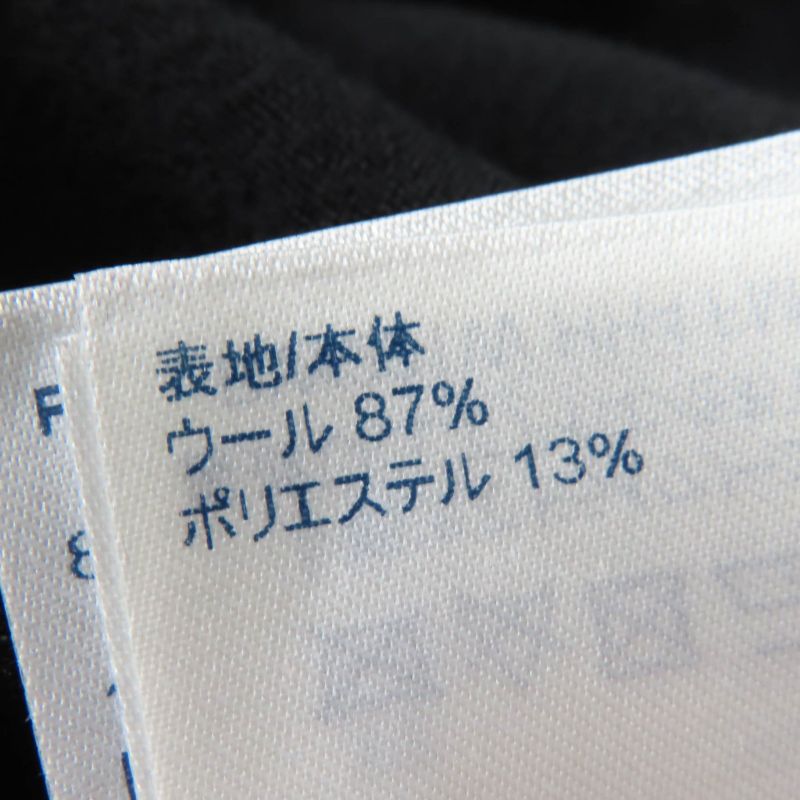 表地/本体
ウール 87%
ポリエステル 13%